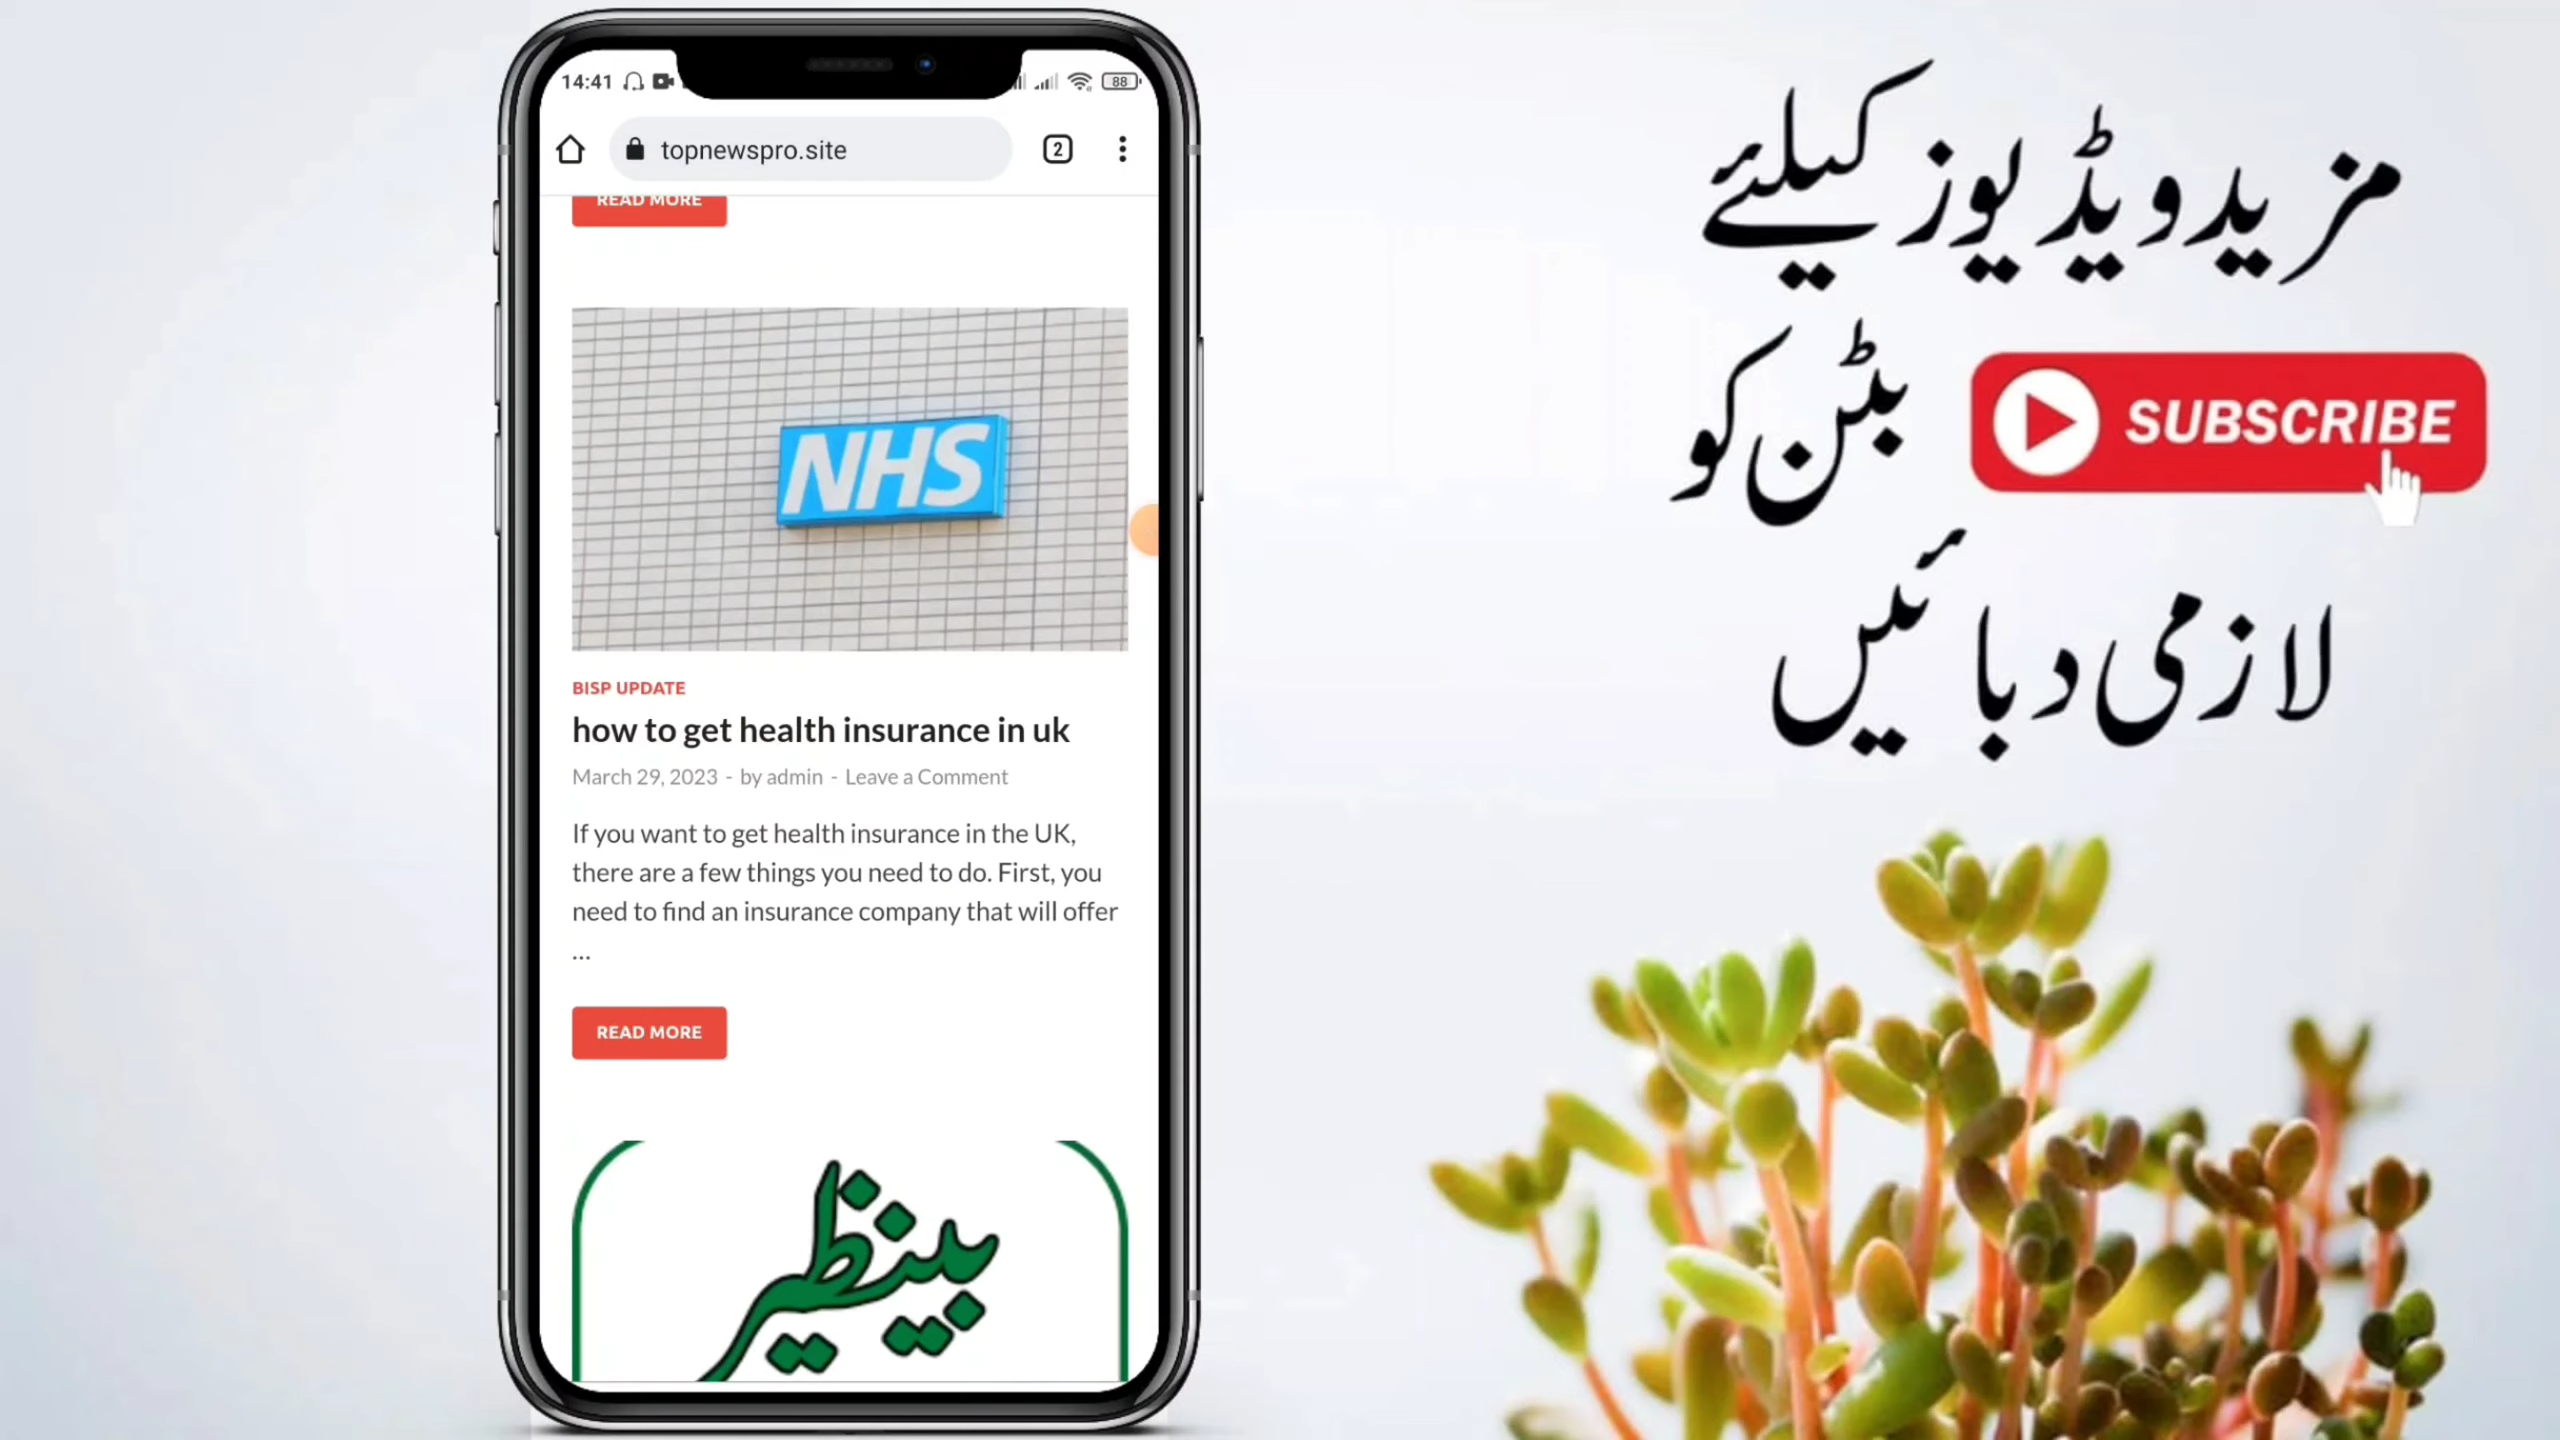 14:41
88
topnewspro.site
2
READ MORE
NHS
BISP UPDATE
how to get health insurance in uk
March 29, 2023 - by admin - Leave a Comment
If you want to get health insurance in the UK,
there are a few things you need to do. First, you
need to find an insurance company that will offer
...
READ MORE
بینظیر
مزید ویڈیوز کیلئے
SUBSCRIBE بٹن کو
لازمی دبائیں